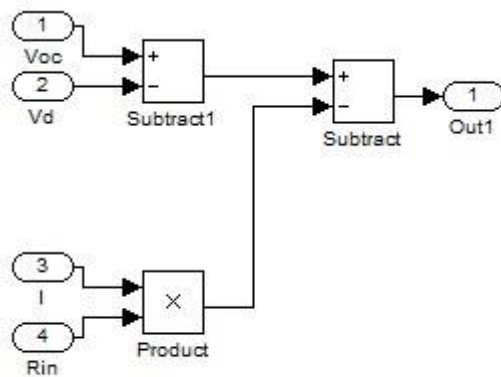 1
Voc
2
Vd
+
−
Subtract1
+
−
Subtract
1
Out1
3
I
4
Rin
×
Product